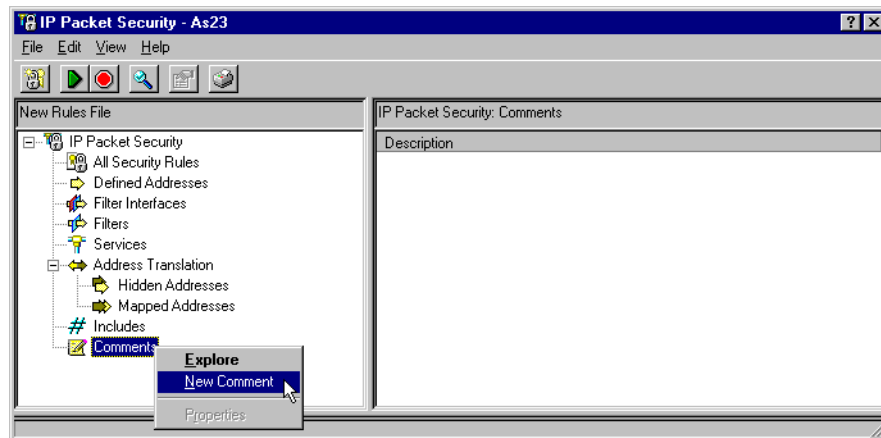 IP Packet Security - As23
File Edit View Help
New Rules File
IP Packet Security: Comments
Description
IP Packet Security
All Security Rules
Defined Addresses
Filter Interfaces
Filters
Services
Address Translation
Hidden Addresses
Mapped Addresses
Includes
Comments
Explore
New Comment
Properties